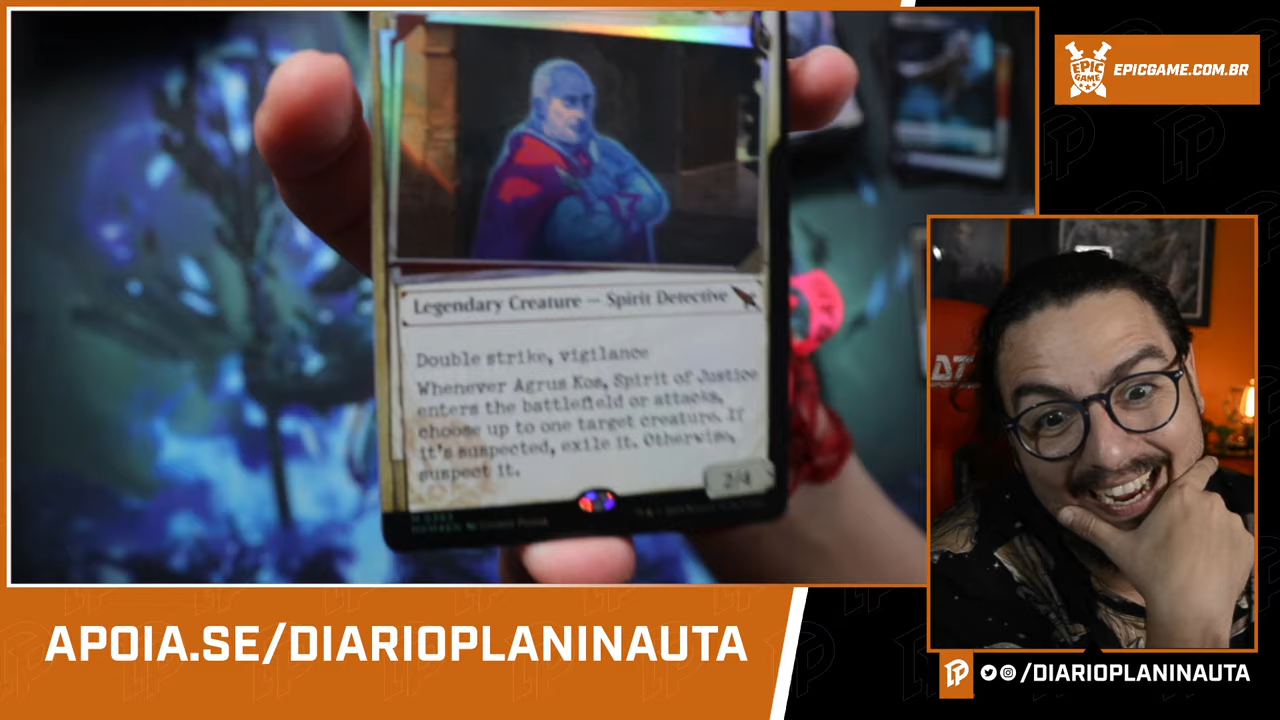 EPIC GAME
EPICGAME.COM.BR
Legendary Creature — Spirit Detective
Double strike, vigilance
Whenever Agrus Kos, Spirit of Justice
enters the battlefield or attacks,
choose up to one target creature. If
it's suspected, exile it. Otherwise,
suspect it.
2/4
APOIA.SE/DIARIOPLANINAUTA
/DIARIOPLANINAUTA